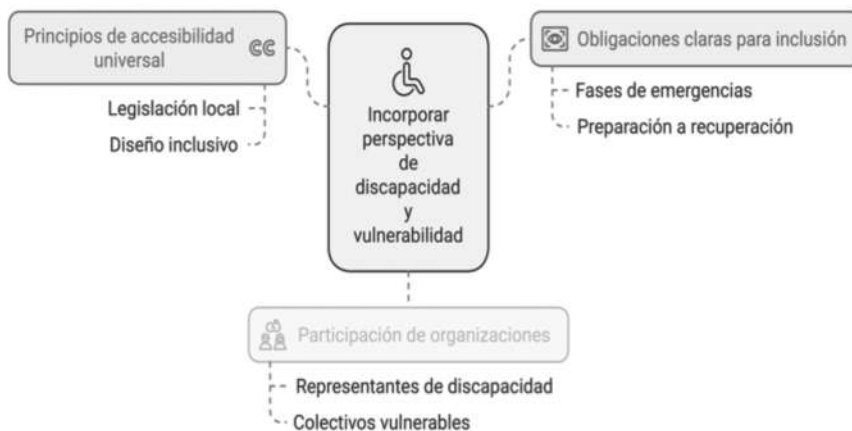 Principios de accesibilidad
universal
CC
Legislación local
Diseño inclusivo
Incorporar
perspectiva
de
discapacidad
y
vulnerabilidad
Obligaciones claras para inclusión
Fases de emergencias
Preparación a recuperación
Participación de organizaciones
Representantes de discapacidad
Colectivos vulnerables